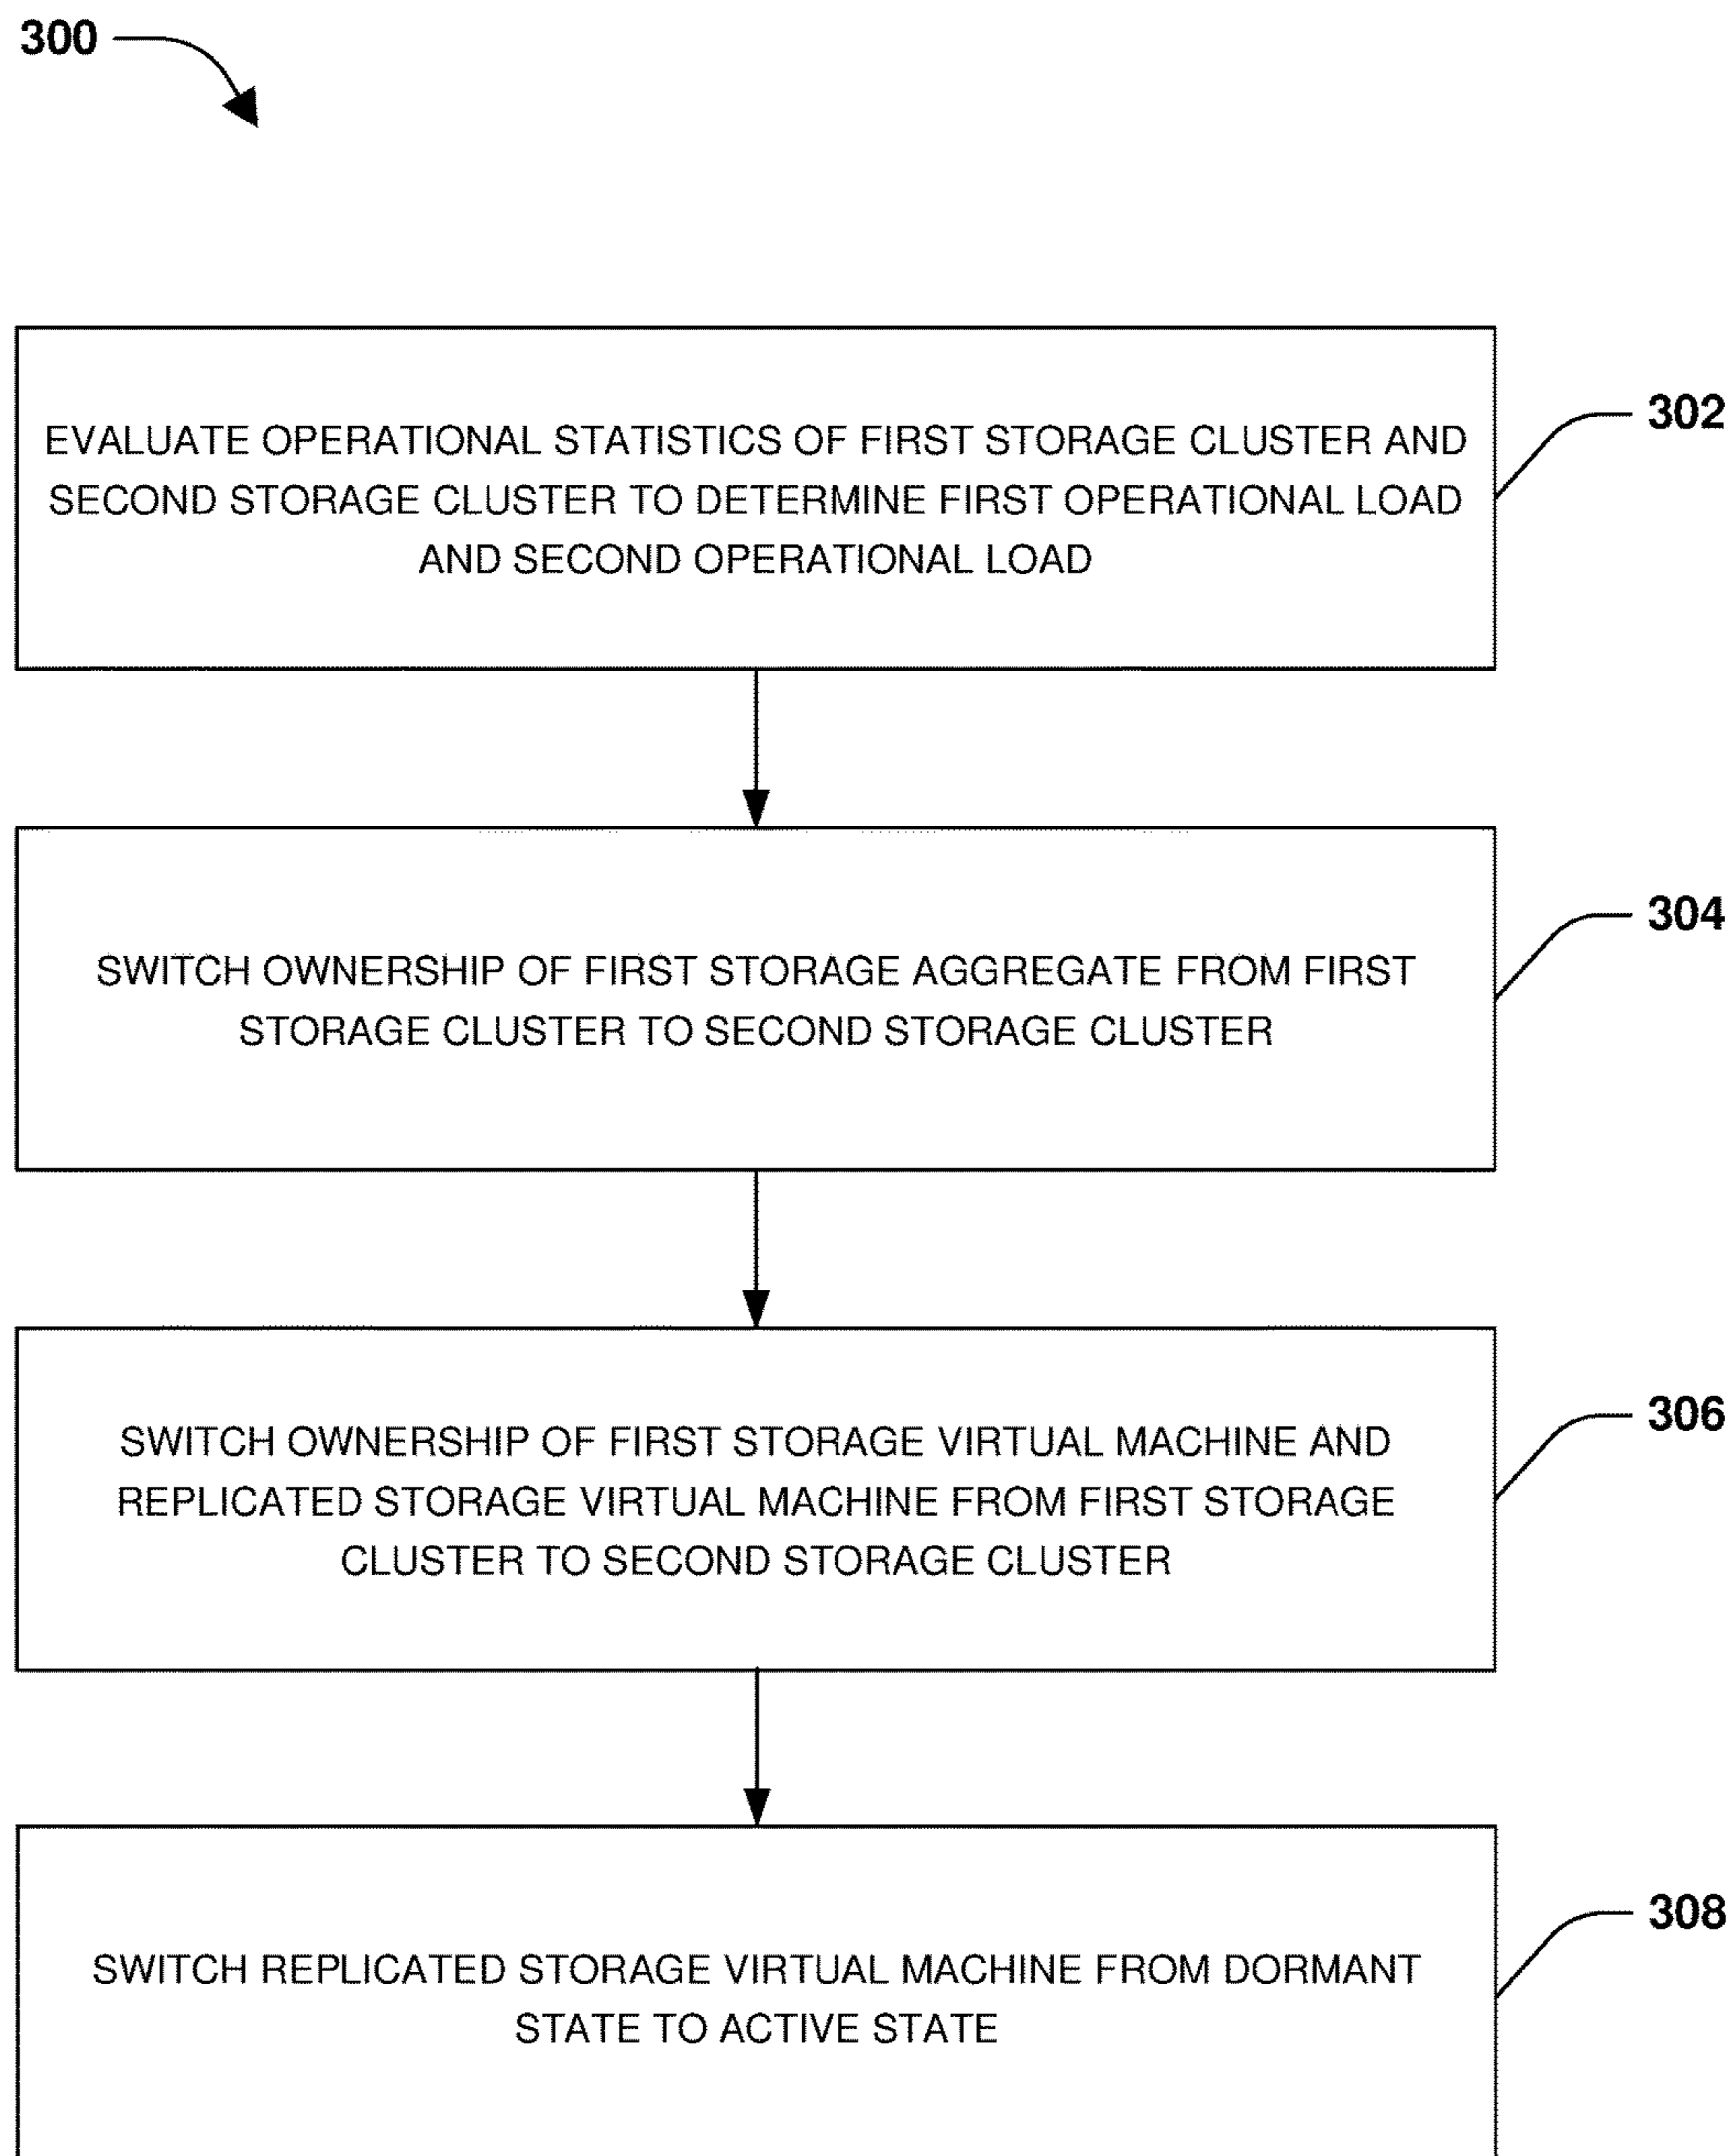 300
EVALUATE OPERATIONAL STATISTICS OF FIRST STORAGE CLUSTER AND
SECOND STORAGE CLUSTER TO DETERMINE FIRST OPERATIONAL LOAD
AND SECOND OPERATIONAL LOAD
302
SWITCH OWNERSHIP OF FIRST STORAGE AGGREGATE FROM FIRST
STORAGE CLUSTER TO SECOND STORAGE CLUSTER
304
SWITCH OWNERSHIP OF FIRST STORAGE VIRTUAL MACHINE AND
REPLICATED STORAGE VIRTUAL MACHINE FROM FIRST STORAGE
CLUSTER TO SECOND STORAGE CLUSTER
306
SWITCH REPLICATED STORAGE VIRTUAL MACHINE FROM DORMANT
STATE TO ACTIVE STATE
308